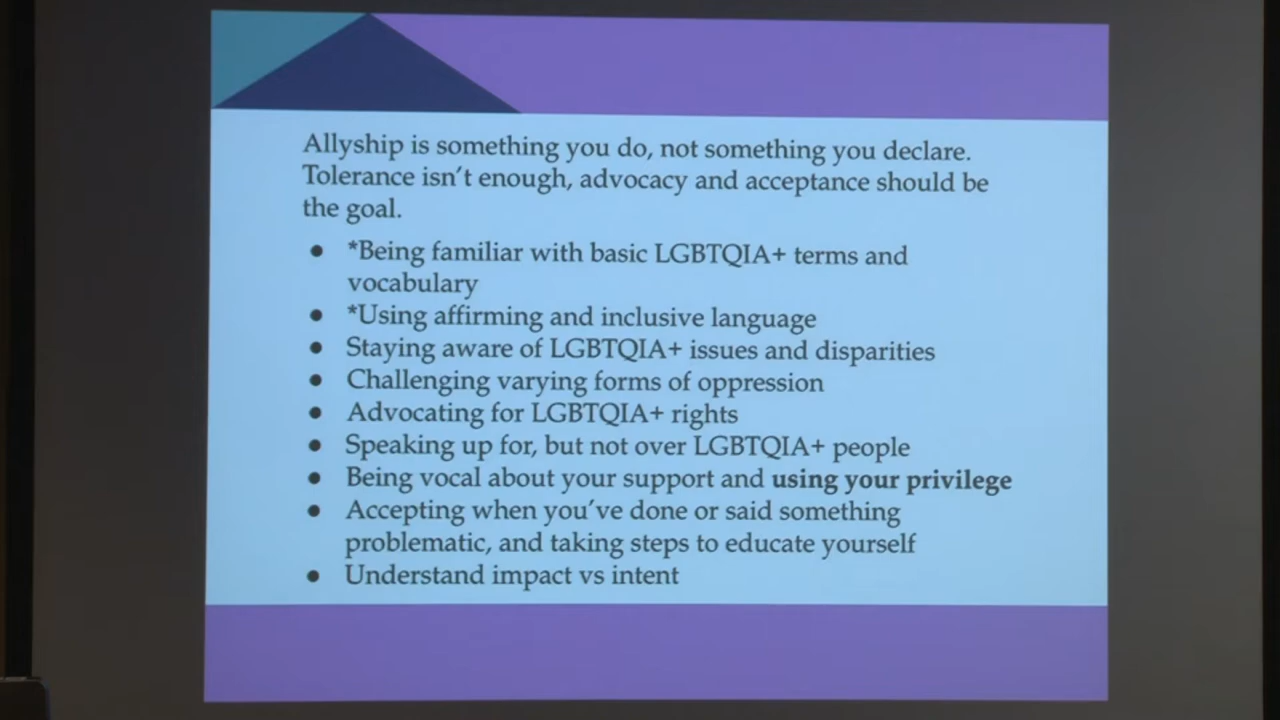 Allyship is something you do, not something you declare.
Tolerance isn't enough, advocacy and acceptance should be
the goal.
● *Being familiar with basic LGBTQIA+ terms and
vocabulary
● *Using affirming and inclusive language
● Staying aware of LGBTQIA+ issues and disparities
● Challenging varying forms of oppression
● Advocating for LGBTQIA+ rights
● Speaking up for, but not over LGBTQIA+ people
● Being vocal about your support and using your privilege
● Accepting when you've done or said something
problematic, and taking steps to educate yourself
● Understand impact vs intent